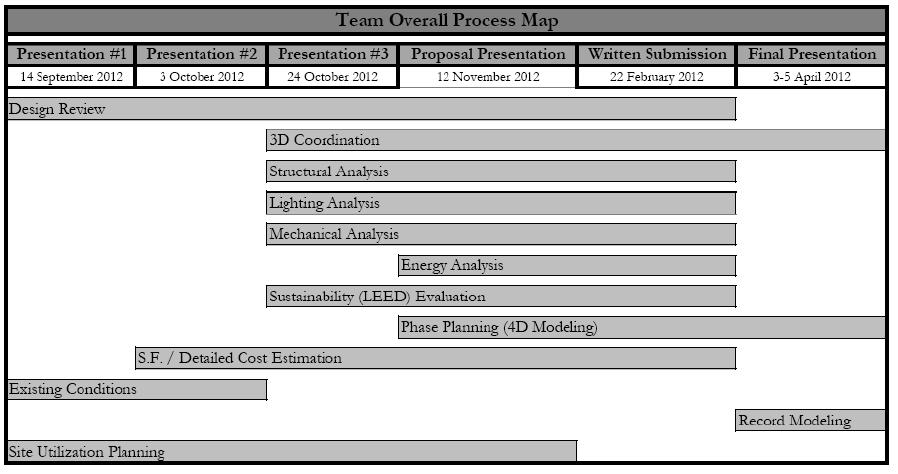 Team Overall Process Map
Presentation #1 Presentation #2 Presentation #3 Proposal Presentation Written Submission Final Presentation
14 September 2012 3 October 2012 24 October 2012 12 November 2012 22 February 2012 3-5 April 2012
Design Review
3D Coordination
Structural Analysis
Lighting Analysis
Mechanical Analysis
Energy Analysis
Sustainability (LEED) Evaluation
Phase Planning (4D Modeling)
S.F. / Detailed Cost Estimation
Existing Conditions
Record Modeling
Site Utilization Planning